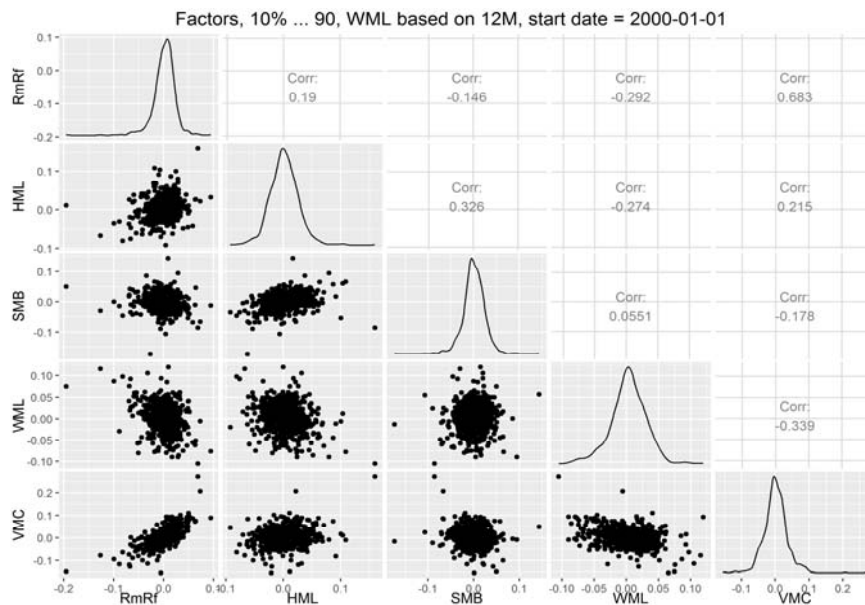 Factors, 10% ... 90, WML based on 12M, start date = 2000-01-01
RmRf
0.1
0.0
-0.1
-0.2
Corr:
0.19
Corr:
-0.146
Corr:
-0.292
Corr:
0.683
HML
0.1
0.0
-0.1
Corr:
0.326
Corr:
-0.274
Corr:
0.215
SMB
0.1
0.0
-0.1
Corr:
0.0551
Corr:
-0.178
WML
0.10
0.05
0.00
-0.05
-0.10
Corr:
-0.339
VMC
0.2
0.1
0.0
-0.1
-0.2 -0.1 0.0 0.1 0.0 0.1 -0.1 0.0 0.1 -0.10 -0.05 0.00 0.05 0.10 -0.1 0.0 0.1 0.2
RmRf HML SMB WML VMC